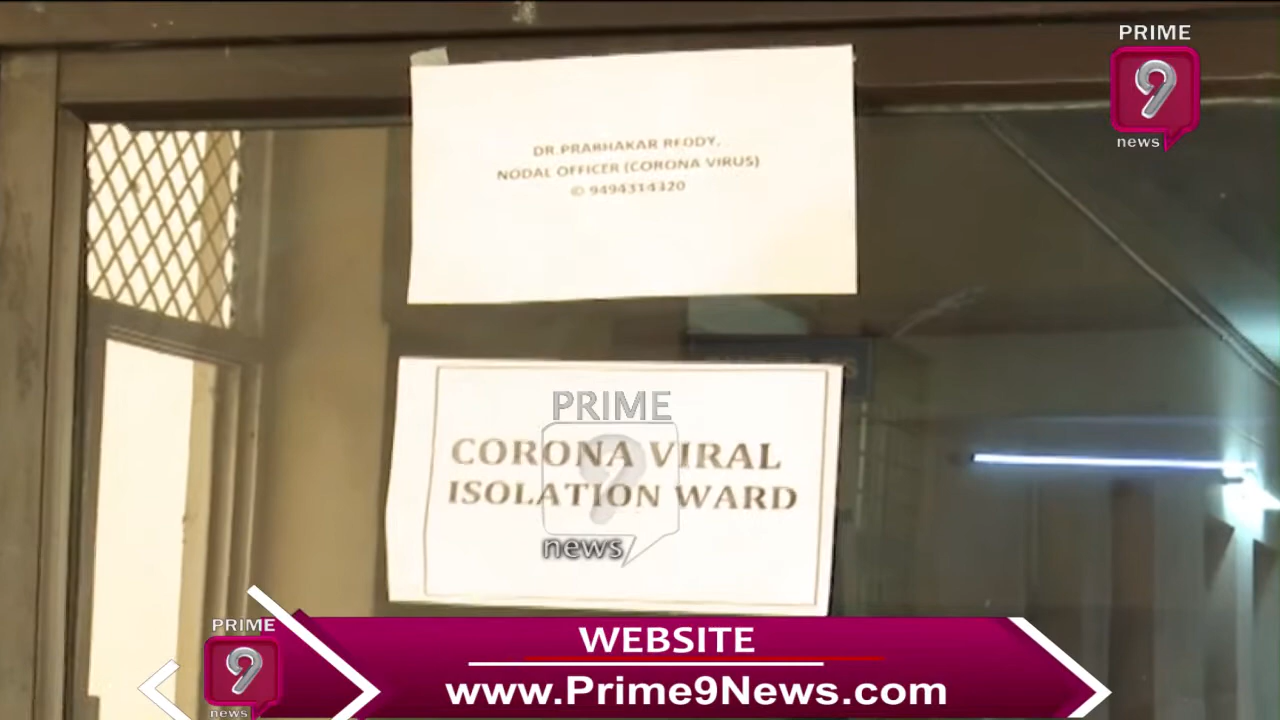 PRIME
9
news
DR.PRABHAKAR REDDY,
NODAL OFFICER (CORONA VIRUS)
✆ 9494314320
PRIME
9
CORONA VIRAL
ISOLATION WARD
news
PRIME
9
news
WEBSITE
www.Prime9News.com